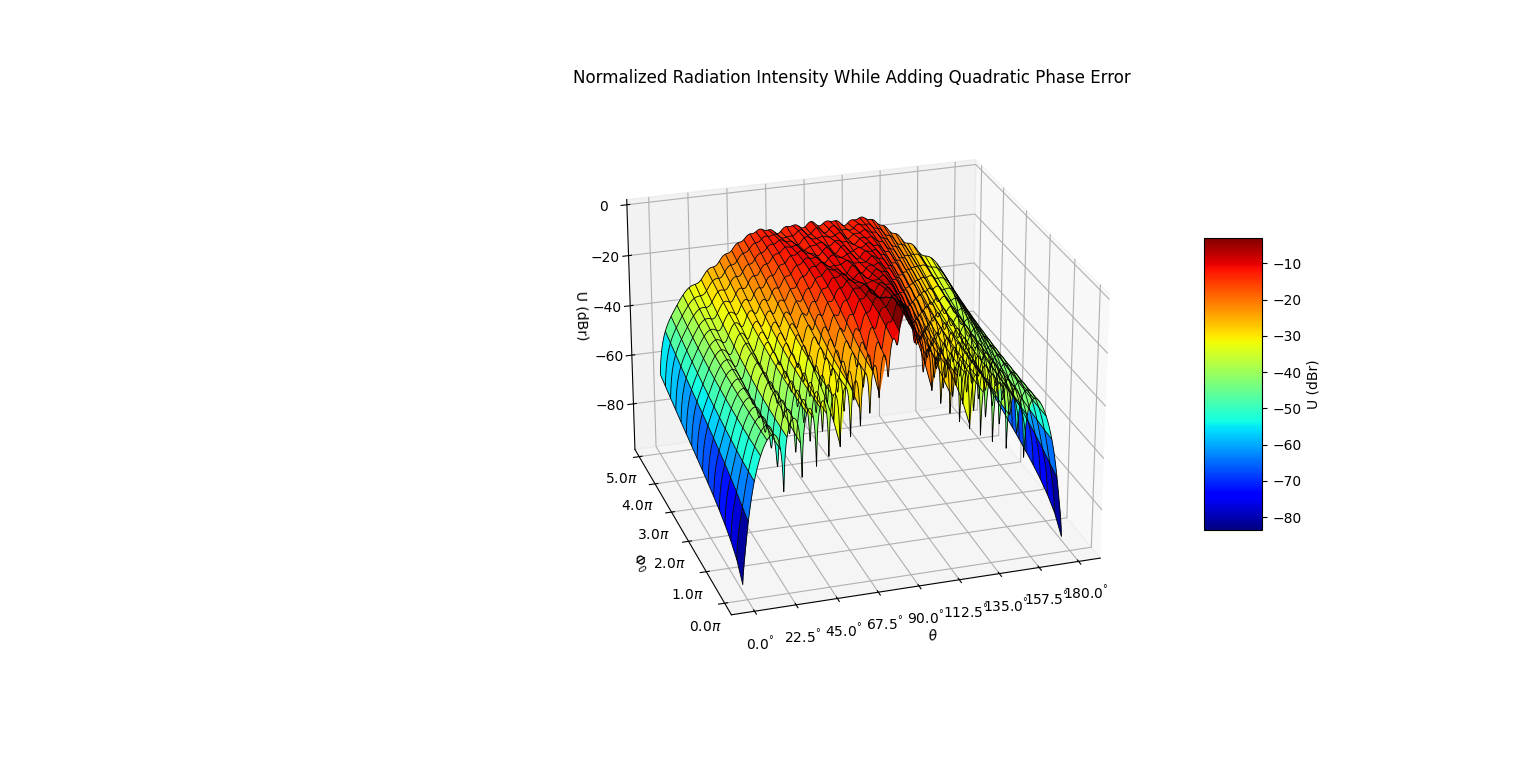 Normalized Radiation Intensity While Adding Quadratic Phase Error
0
−20
−40
−60
−80
U (dBr)
5.0π
4.0π
3.0π
2.0π
1.0π
0.0π
0.0°
22.5°
45.0°
67.5°
90.0°
112.5°
135.0°
157.5°
180.0°
θ
−10
−20
−30
−40
−50
−60
−70
−80
U (dBr)